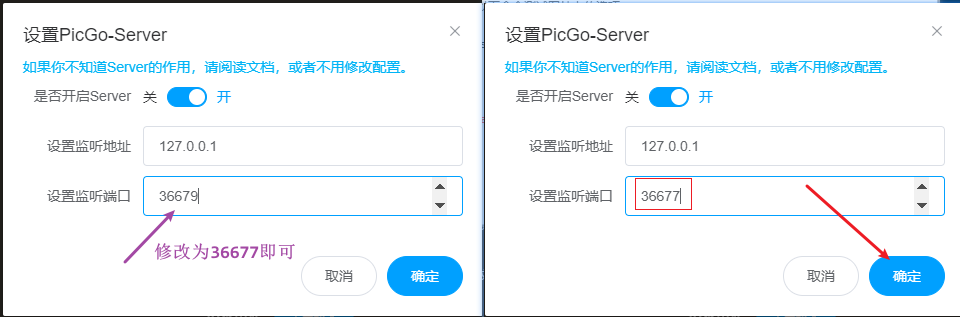 设置PicGo-Server
如果你不知道Server的作用，请阅读文档，或者不用修改配置。
是否开启Server 关 开
设置监听地址 127.0.0.1
设置监听端口 36679
修改为36677即可
取消 确定
设置PicGo-Server
如果你不知道Server的作用，请阅读文档，或者不用修改配置。
是否开启Server 关 开
设置监听地址 127.0.0.1
设置监听端口 36677
取消 确定